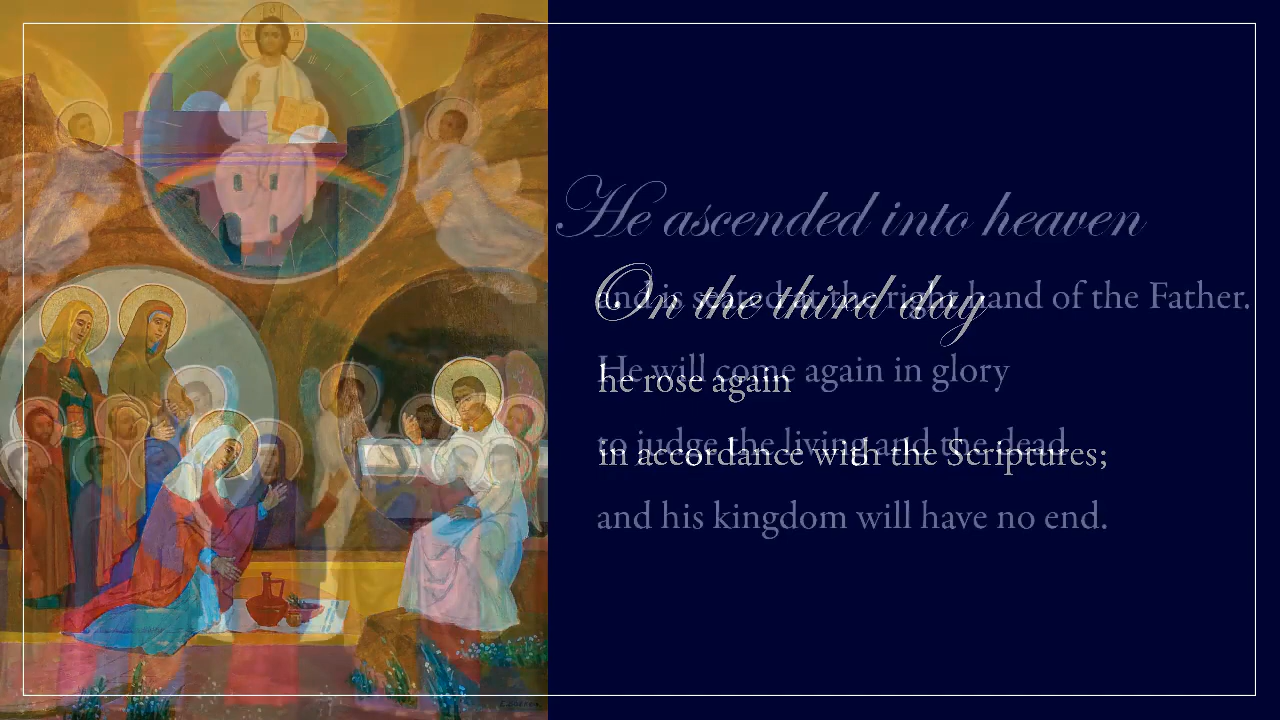 He ascended into heaven
On the third day
and is seated at the right hand of the Father.
He will come again in glory
he rose again
to judge the living and the dead
in accordance with the Scriptures;
and his kingdom will have no end.